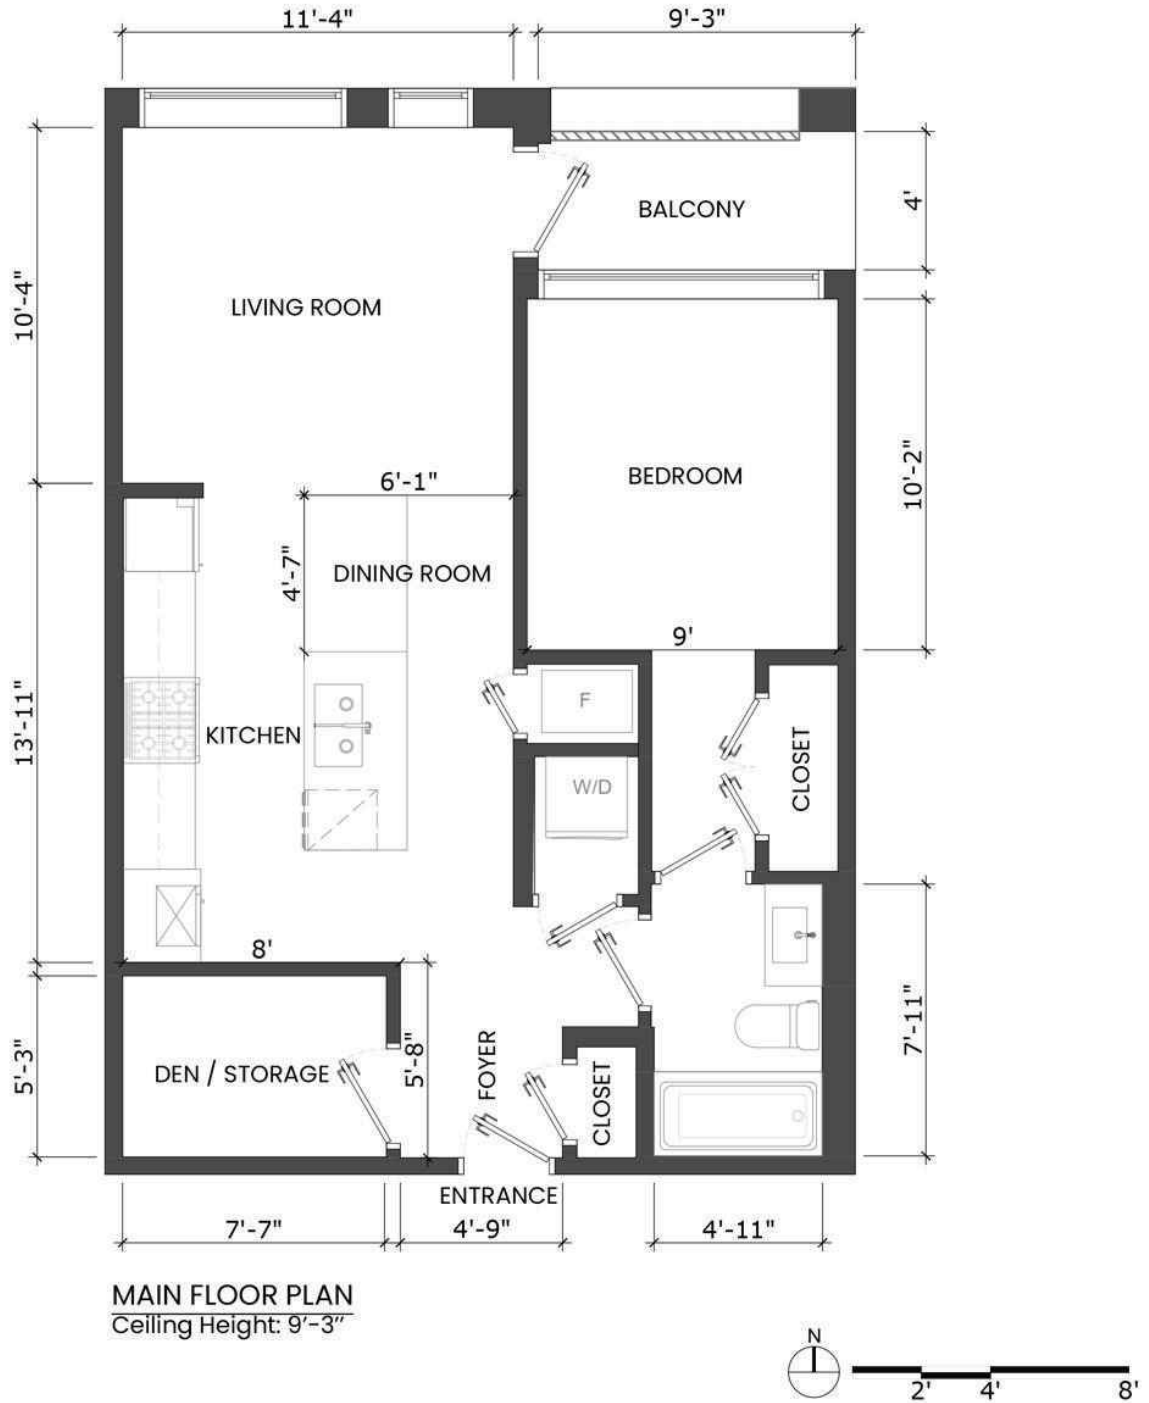 11'-4"
9'-3"
BALCONY
4'
10'-4"
LIVING ROOM
BEDROOM
10'-2"
6'-1"
4'-7"
DINING ROOM
9'
13'-11"
KITCHEN
F
W/D
CLOSET
8'
5'-3"
DEN / STORAGE
5'-8"
FOYER
CLOSET
7'-11"
ENTRANCE
7'-7"
4'-9"
4'-11"
MAIN FLOOR PLAN
Ceiling Height: 9'-3"
N
2'
4'
8'